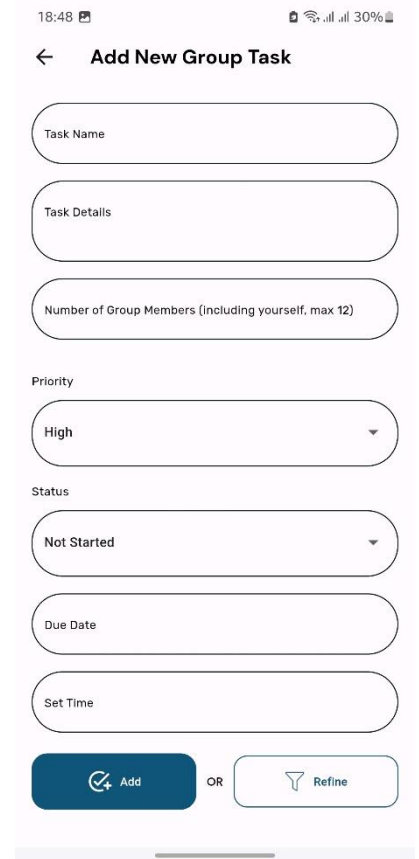 18:48
30%
Add New Group Task
Task Name
Task Details
Number of Group Members (including yourself, max 12)
Priority
High
Status
Not Started
Due Date
Set Time
Add OR Refine